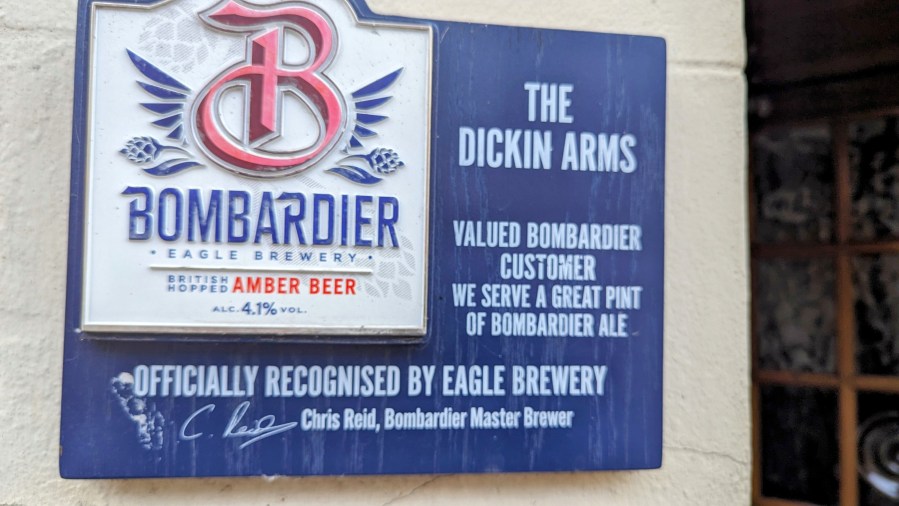 B
BOMBARDIER
• EAGLE BREWERY •
BRITISH
HOPPED AMBER BEER
ALC. 4.1% VOL.
THE
DICKIN ARMS
VALUED BOMBARDIER
CUSTOMER
WE SERVE A GREAT PINT
OF BOMBARDIER ALE
OFFICIALLY RECOGNISED BY EAGLE BREWERY
C. Reid Chris Reid, Bombardier Master Brewer